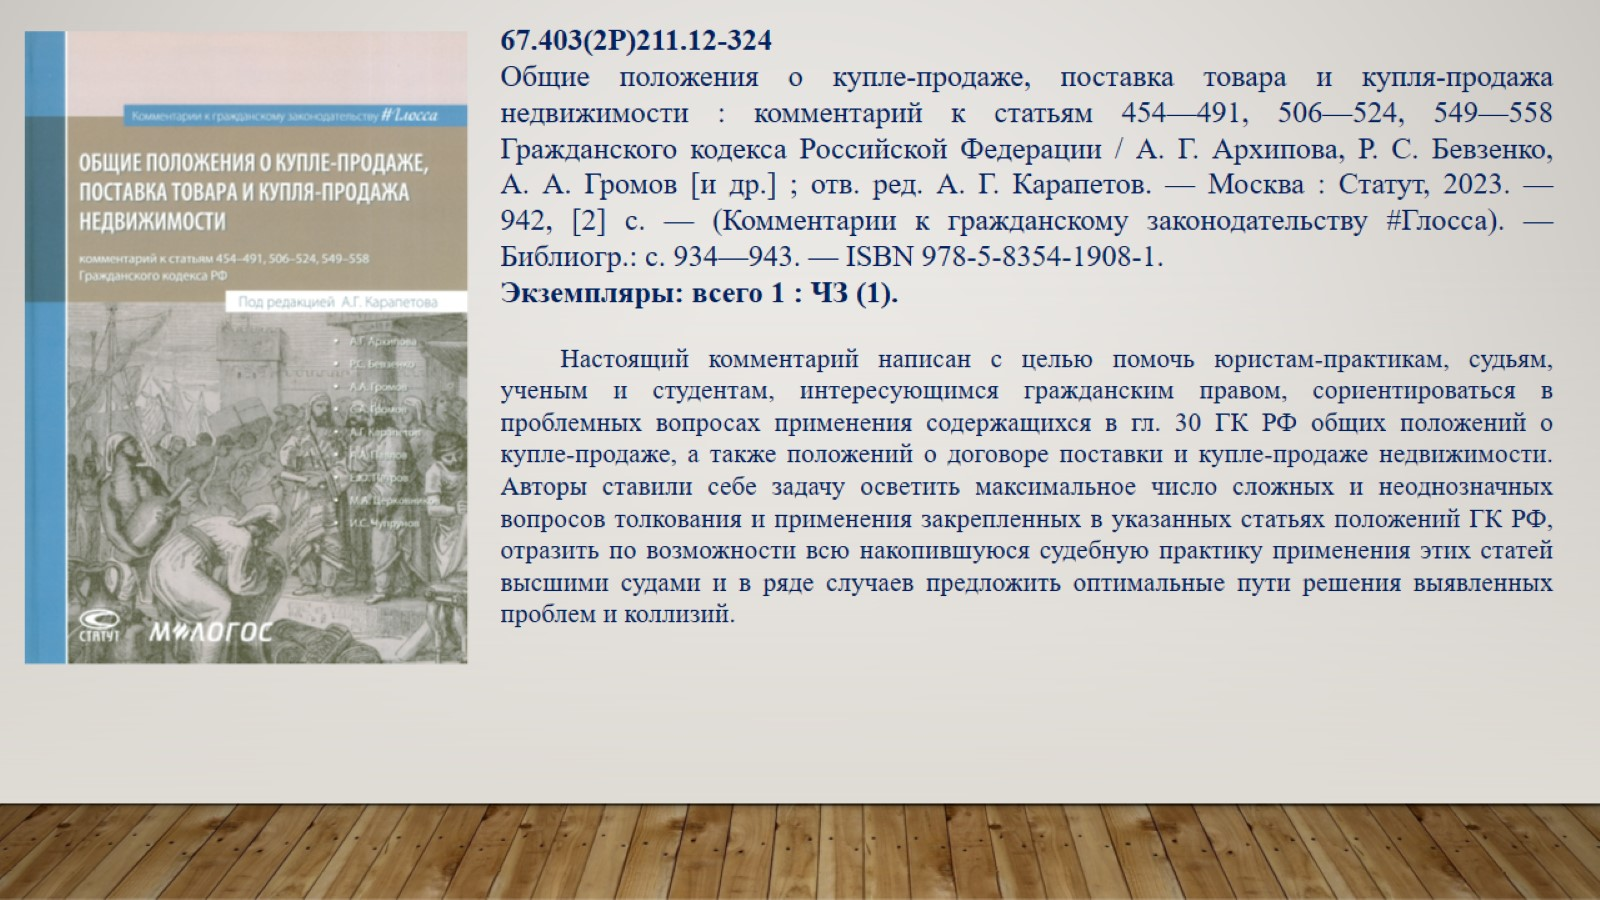 Комментарии к гражданскому законодательству #Глосса
ОБЩИЕ ПОЛОЖЕНИЯ О КУПЛЕ-ПРОДАЖЕ,
ПОСТАВКА ТОВАРА И КУПЛЯ-ПРОДАЖА
НЕДВИЖИМОСТИ
комментарий к статьям 454–491, 506–524, 549–558
Гражданского кодекса РФ
Под редакцией А.Г. Карапетова
• А.Г. Архипова
• Р.С. Бевзенко
• А.А. Громов
• С.А. Громов
• А.Г. Карапетов
• Е.Ю. Петров
• М.А. Церковников
• И.С. Чупрунов
СТАТУТ
М-ЛОГОС
67.403(2Р)211.12-324
Общие положения о купле-продаже, поставка товара и купля-продажа
недвижимости : комментарий к статьям 454—491, 506—524, 549—558
Гражданского кодекса Российской Федерации / А. Г. Архипова, Р. С. Бевзенко,
А. А. Громов [и др.] ; отв. ред. А. Г. Карапетов. — Москва : Статут, 2023. —
942, [2] с. — (Комментарии к гражданскому законодательству #Глосса). —
Библиогр.: с. 934—943. — ISBN 978-5-8354-1908-1.
Экземпляры: всего 1 : ЧЗ (1).
Настоящий комментарий написан с целью помочь юристам-практикам, судьям,
ученым и студентам, интересующимся гражданским правом, сориентироваться в
проблемных вопросах применения содержащихся в гл. 30 ГК РФ общих положений о
купле-продаже, а также положений о договоре поставки и купле-продаже недвижимости.
Авторы ставили себе задачу осветить максимальное число сложных и неоднозначных
вопросов толкования и применения закрепленных в указанных статьях положений ГК РФ,
отразить по возможности всю накопившуюся судебную практику применения этих статей
высшими судами и в ряде случаев предложить оптимальные пути решения выявленных
проблем и коллизий.